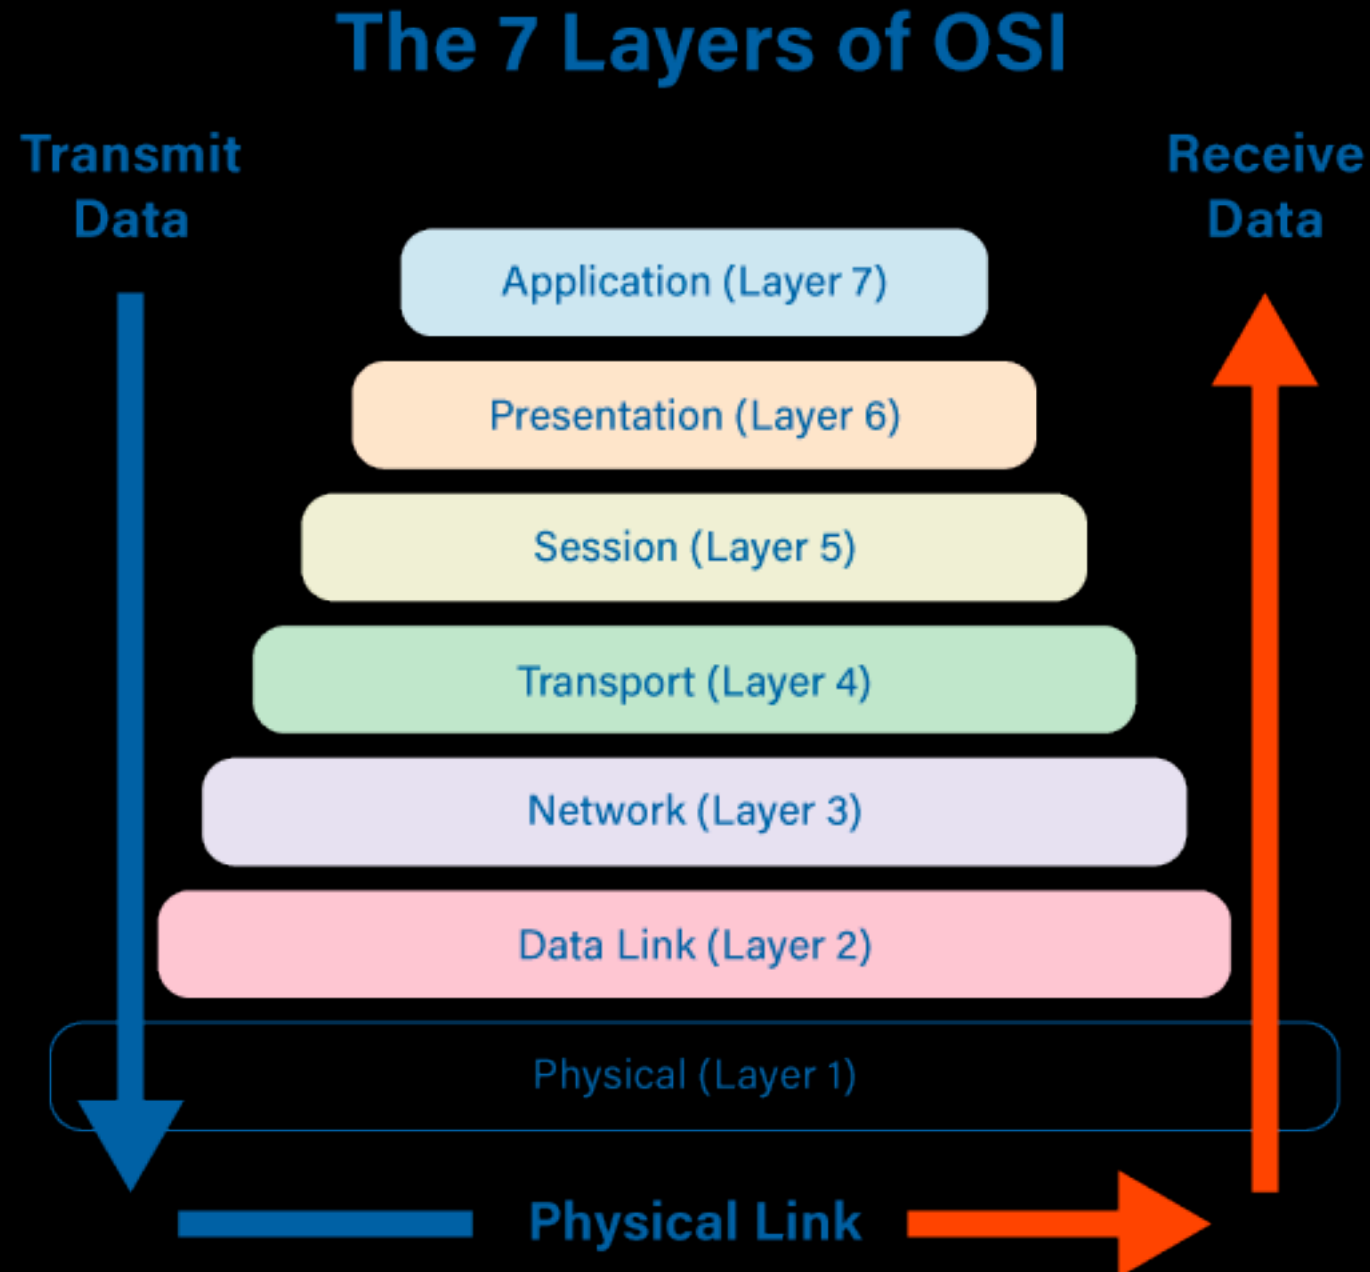 The 7 Layers of OSI
Transmit
Data
Receive
Data
Application (Layer 7)
Presentation (Layer 6)
Session (Layer 5)
Transport (Layer 4)
Network (Layer 3)
Data Link (Layer 2)
Physical (Layer 1)
Physical Link